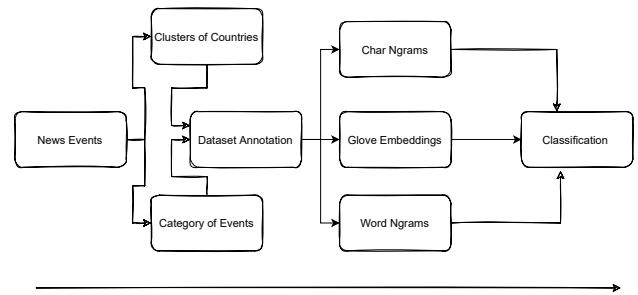 Clusters of Countries
Char Ngrams
News Events
Dataset Annotation
Glove Embeddings
Classification
Category of Events
Word Ngrams